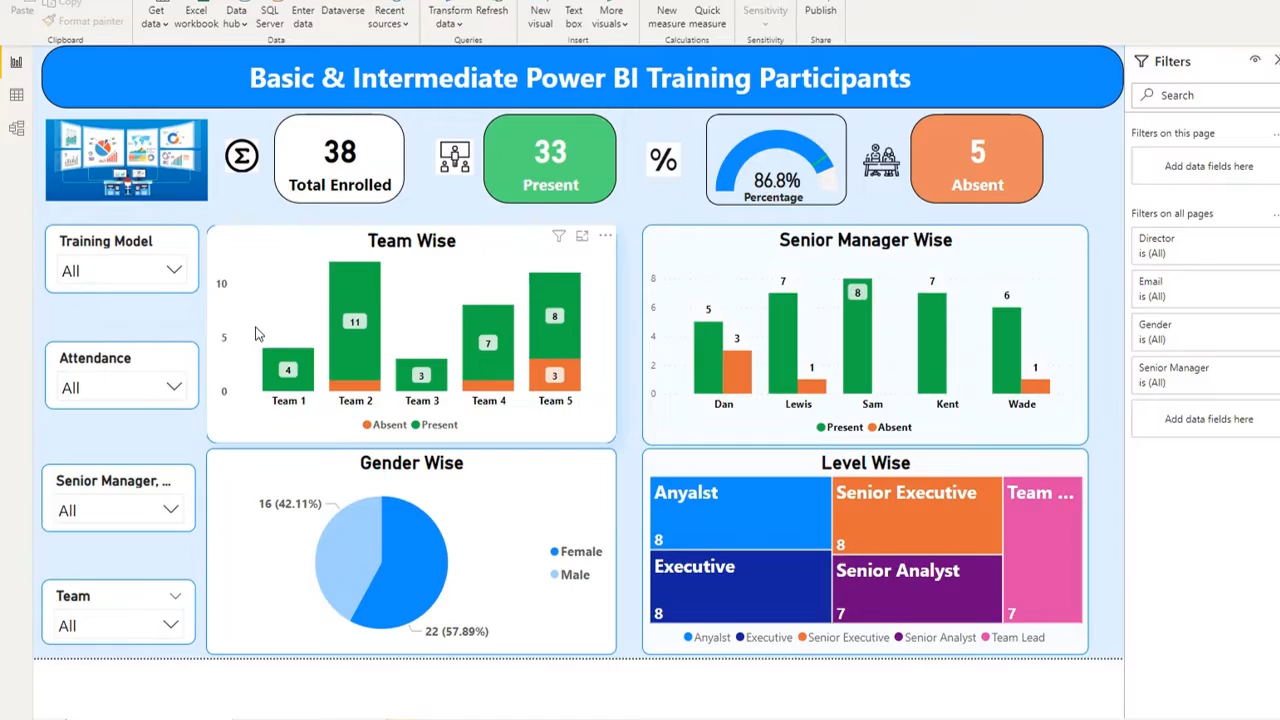 Paste
Copy
Format painter
Clipboard
Get data
Excel workbook
Data hub
SQL Server
Enter data
Dataverse
Recent sources
Data
Transform data
Refresh
Queries
New visual
Text box
More visuals
Insert
New measure
Quick measure
Calculations
Sensitivity
Sensitivity
Publish
Share
Basic & Intermediate Power BI Training Participants
Σ
38
Total Enrolled
33
Present
%
86.8%
Percentage
5
Absent
Training Model
All
Attendance
All
Senior Manager, ...
All
Team
All
Team Wise
10
5
0
4
11
3
7
8
3
Team 1 Team 2 Team 3 Team 4 Team 5
Absent Present
Senior Manager Wise
8
6
4
2
0
5
3
7
1
8
7
6
1
Dan Lewis Sam Kent Wade
Present Absent
Gender Wise
16 (42.11%)
22 (57.89%)
Female
Male
Level Wise
Anyalst
8
Executive
8
Senior Executive
8
Senior Analyst
7
Team ...
7
Anyalst Executive Senior Executive Senior Analyst Team Lead
Filters
Search
Filters on this page
...
Add data fields here
Filters on all pages
...
Director
is (All)
Email
is (All)
Gender
is (All)
Senior Manager
is (All)
Add data fields here